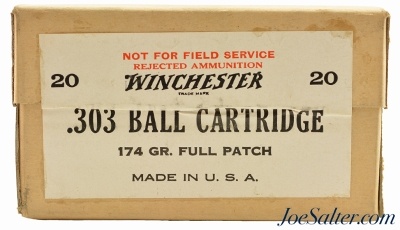 NOT FOR FIELD SERVICE
REJECTED AMMUNITION
20 WINCHESTER 20
TRADE MARK
.303 BALL CARTRIDGE
174 GR. FULL PATCH
MADE IN U. S. A.
JoeSalter.com